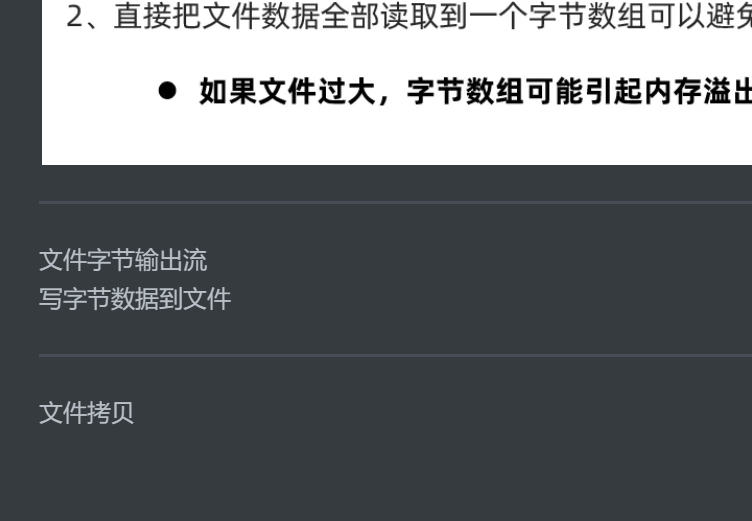 2、直接把文件数据全部读取到一个字节数组可以避
● 如果文件过大，字节数组可能引起内存溢出
文件字节输出流
写字节数据到文件
文件拷贝